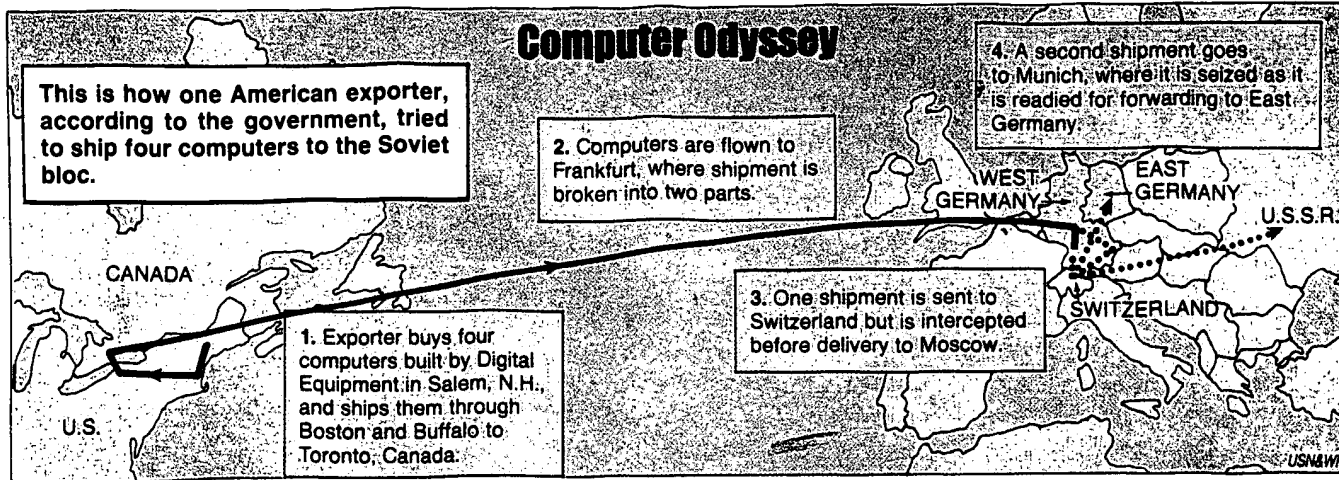 Computer Odyssey
This is how one American exporter,
according to the government, tried
to ship four computers to the Soviet
bloc.
CANADA
U.S.
1. Exporter buys four
computers built by Digital
Equipment in Salem, N.H.,
and ships them through
Boston and Buffalo to
Toronto, Canada.
2. Computers are flown to
Frankfurt, where shipment is
broken into two parts.
3. One shipment is sent to
Switzerland but is intercepted
before delivery to Moscow.
4. A second shipment goes
to Munich, where it is seized as it
is readied for forwarding to East
Germany.
WEST
GERMANY
EAST
GERMANY
U.S.S.R.
SWITZERLAND
USN&WR